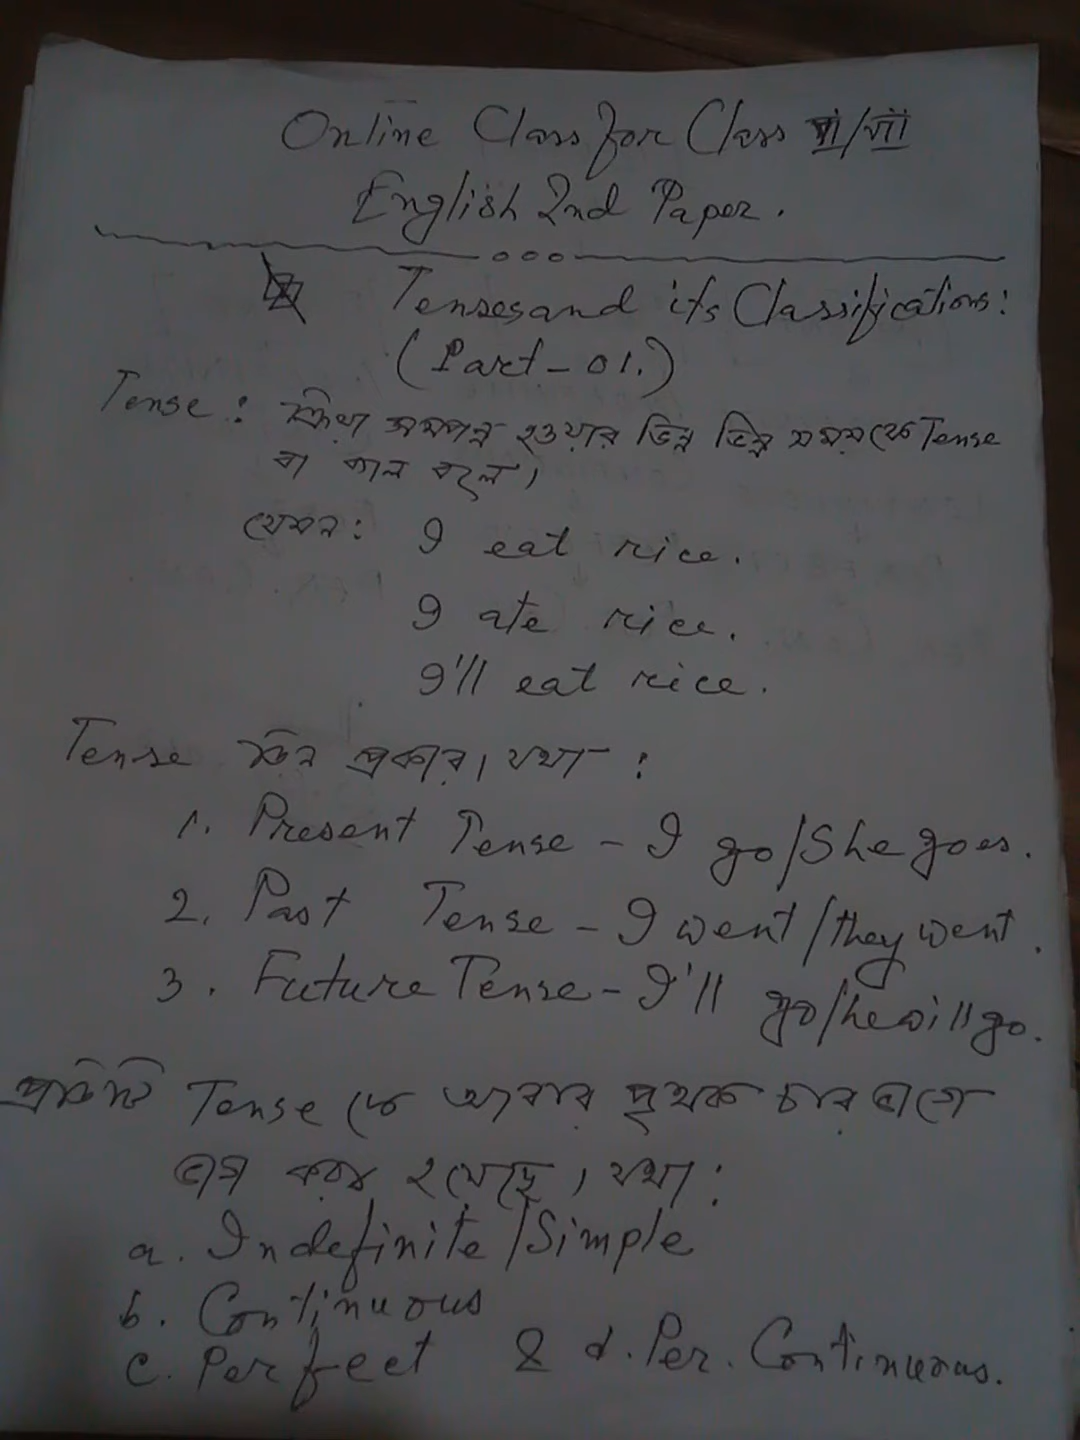 Online Class for Class VI/VII
English 2nd Paper.
Tenses and its Classifications:
(Part-01.)
Tense: ক্রিয়া সম্পন্ন হওয়ার ভিন্ন ভিন্ন সময়কে Tense
বা কাল বলে।
যেমন: I eat rice.
I ate rice.
I'll eat rice.
Tense তিন প্রকার। যথা- :
1. Present Tense - I go/She goes.
2. Past Tense - I went/they went.
3. Future Tense - I'll go/he will go.
প্রতিটি Tense কে আবার পৃথক চার ভাগে
ভাগ করা হয়েছে। যথা:
a. Indefinite/Simple
b. Continuous
c. Perfect & d. Per. Continuous.